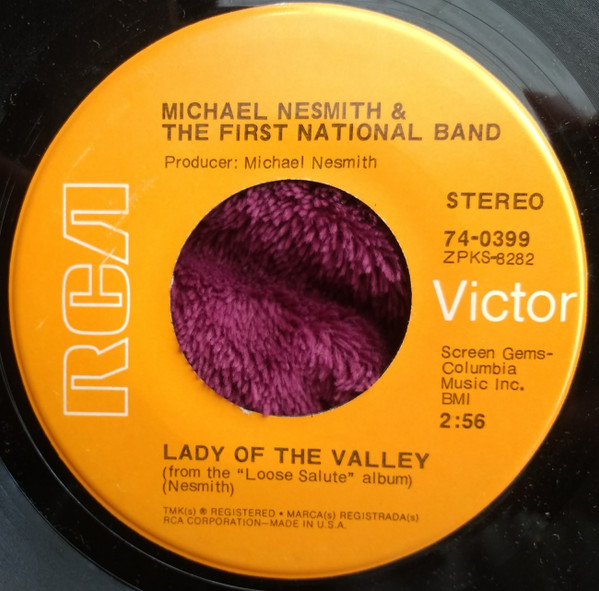 MICHAEL NESMITH &
THE FIRST NATIONAL BAND
Producer: Michael Nesmith
RCA
STEREO
74-0399
ZPKS-8282
Victor
Screen Gems-
Columbia
Music Inc.
BMI
2:56
LADY OF THE VALLEY
(from the "Loose Salute" album)
(Nesmith)
TMK(s) ® REGISTERED • MARCA(s) REGISTRADA(s)
RCA CORPORATION—MADE IN U.S.A.